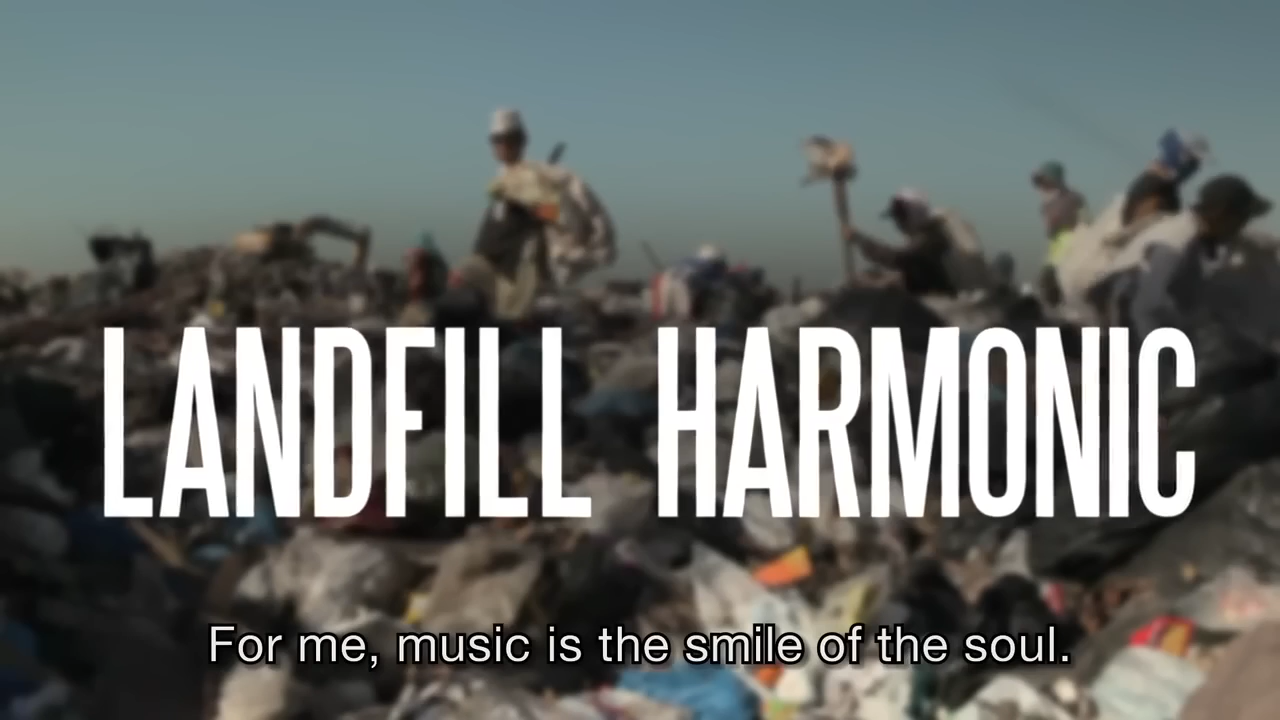 LANDFILL HARMONIC
For me, music is the smile of the soul.